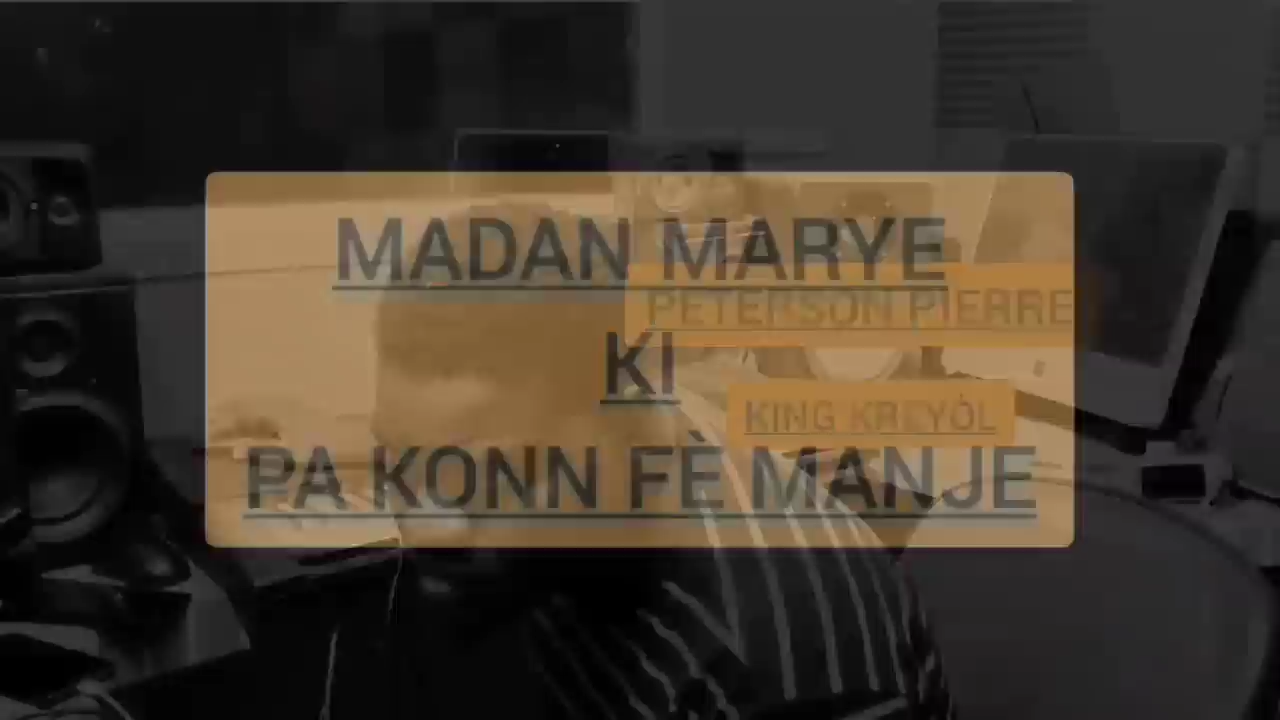 MADAN MARYE
PETERSON PIERRE
KI
KING KREYÒL
PA KONN FÈ MANJE